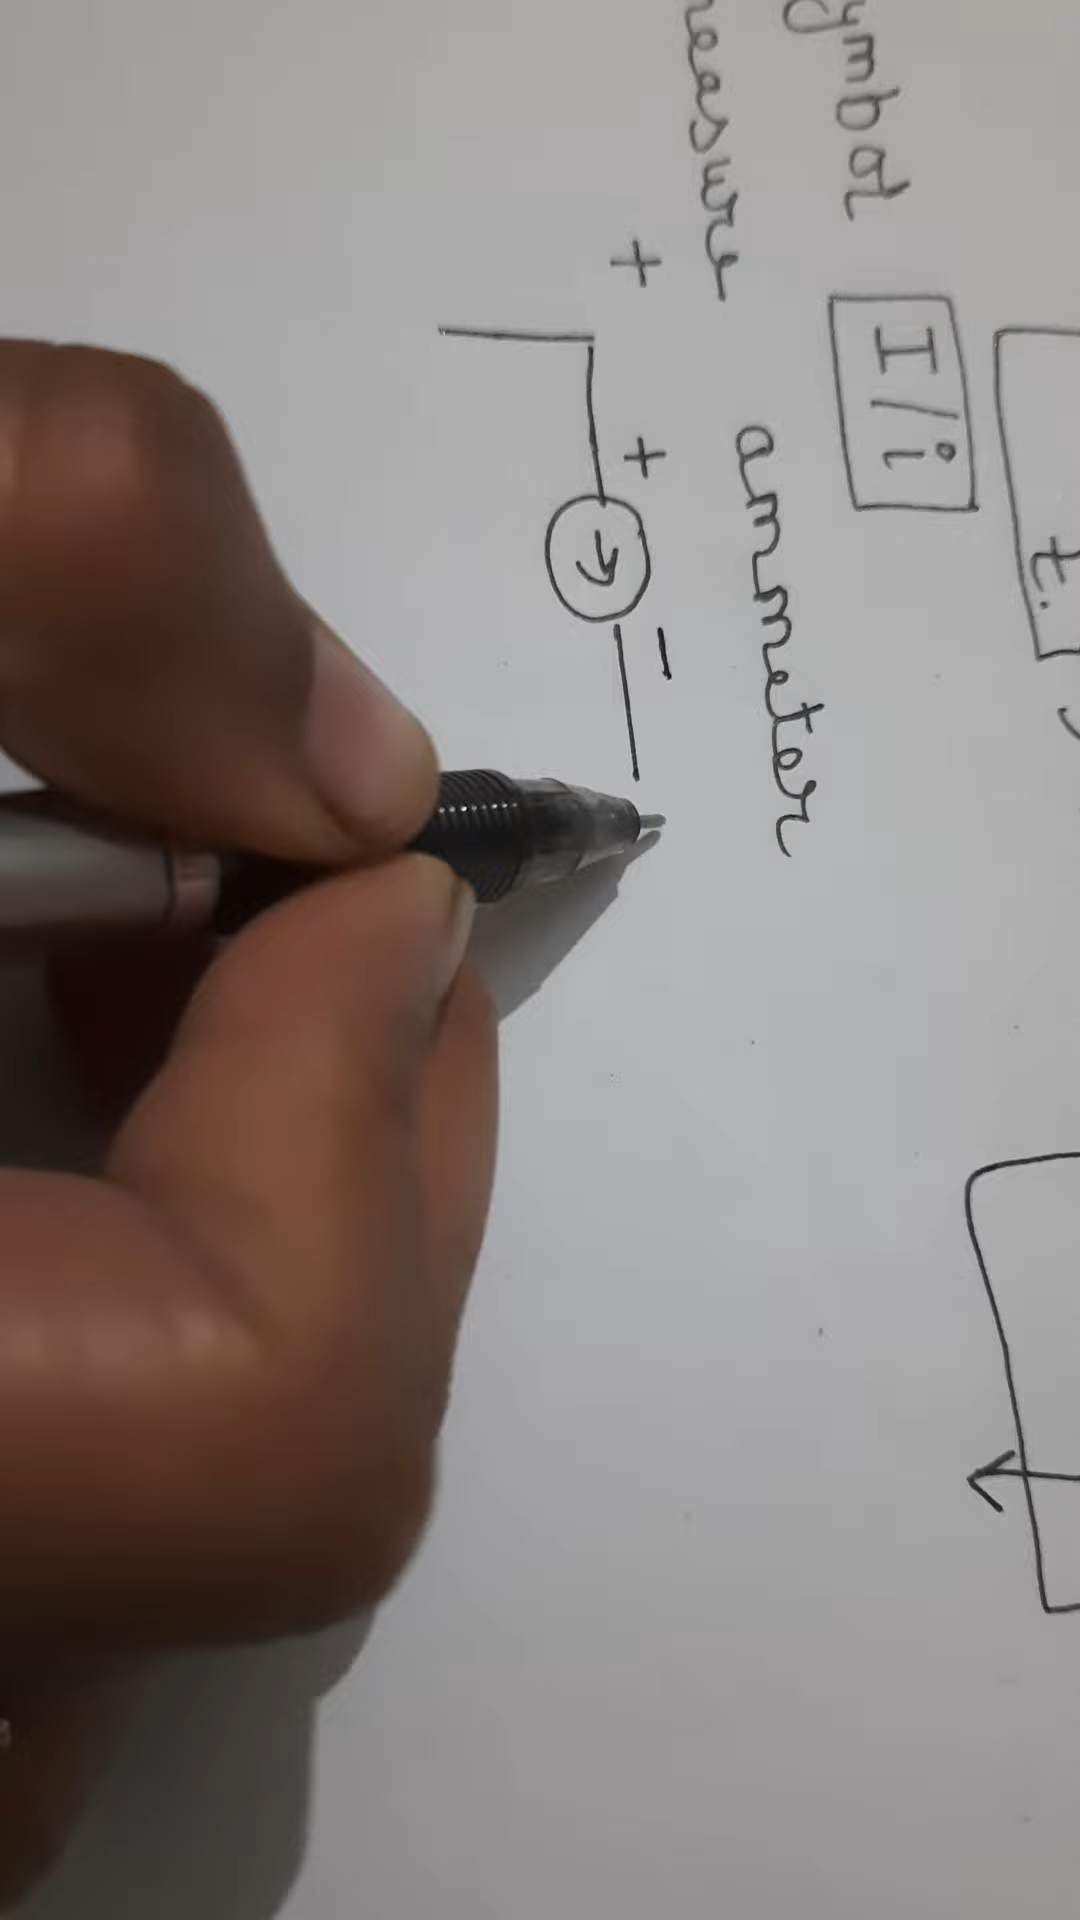 t.
ymbol I/i
easure ammeter
+ + -